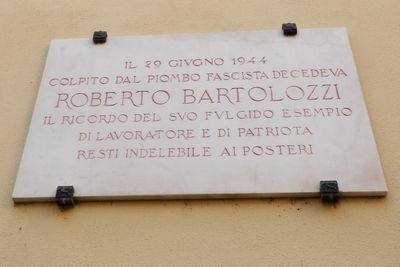 IL 29 GIVGNO 1944
COLPITO DAL PIOMBO FASCISTA DECEDEVA
ROBERTO BARTOLOZZI
IL RICORDO DEL SVO FVLGIDO ESEMPIO
DI LAVORATORE E DI PATRIOTA
RESTI INDELEBILE AI POSTERI